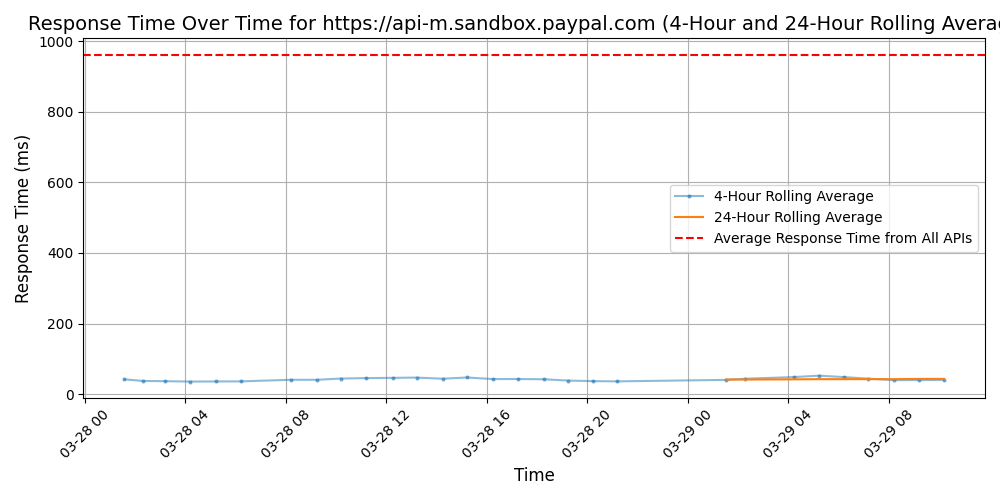 Response Time Over Time for https://api-m.sandbox.paypal.com (4-Hour and 24-Hour Rolling Averag
1000
800
600
400
200
0
Response Time (ms)
4-Hour Rolling Average
24-Hour Rolling Average
Average Response Time from All APIs
03-28 00
03-28 04
03-28 08
03-28 12
03-28 16
03-28 20
03-29 00
03-29 04
03-29 08
Time